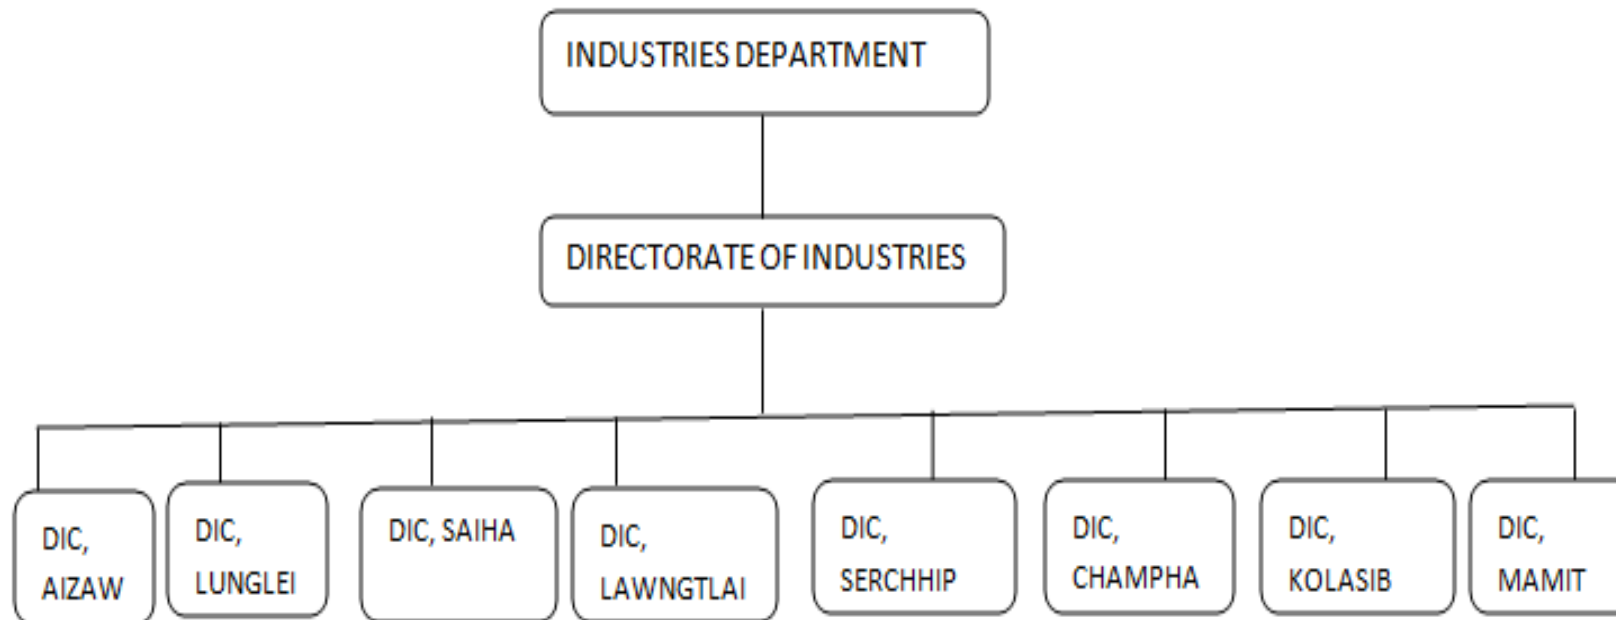 INDUSTRIES DEPARTMENT
DIRECTORATE OF INDUSTRIES
DIC,
AIZAW
DIC,
LUNGLEI
DIC, SAIHA
DIC,
LAWNGTLAI
DIC,
SERCHHIP
DIC,
CHAMPHA
DIC,
KOLASIB
DIC,
MAMIT